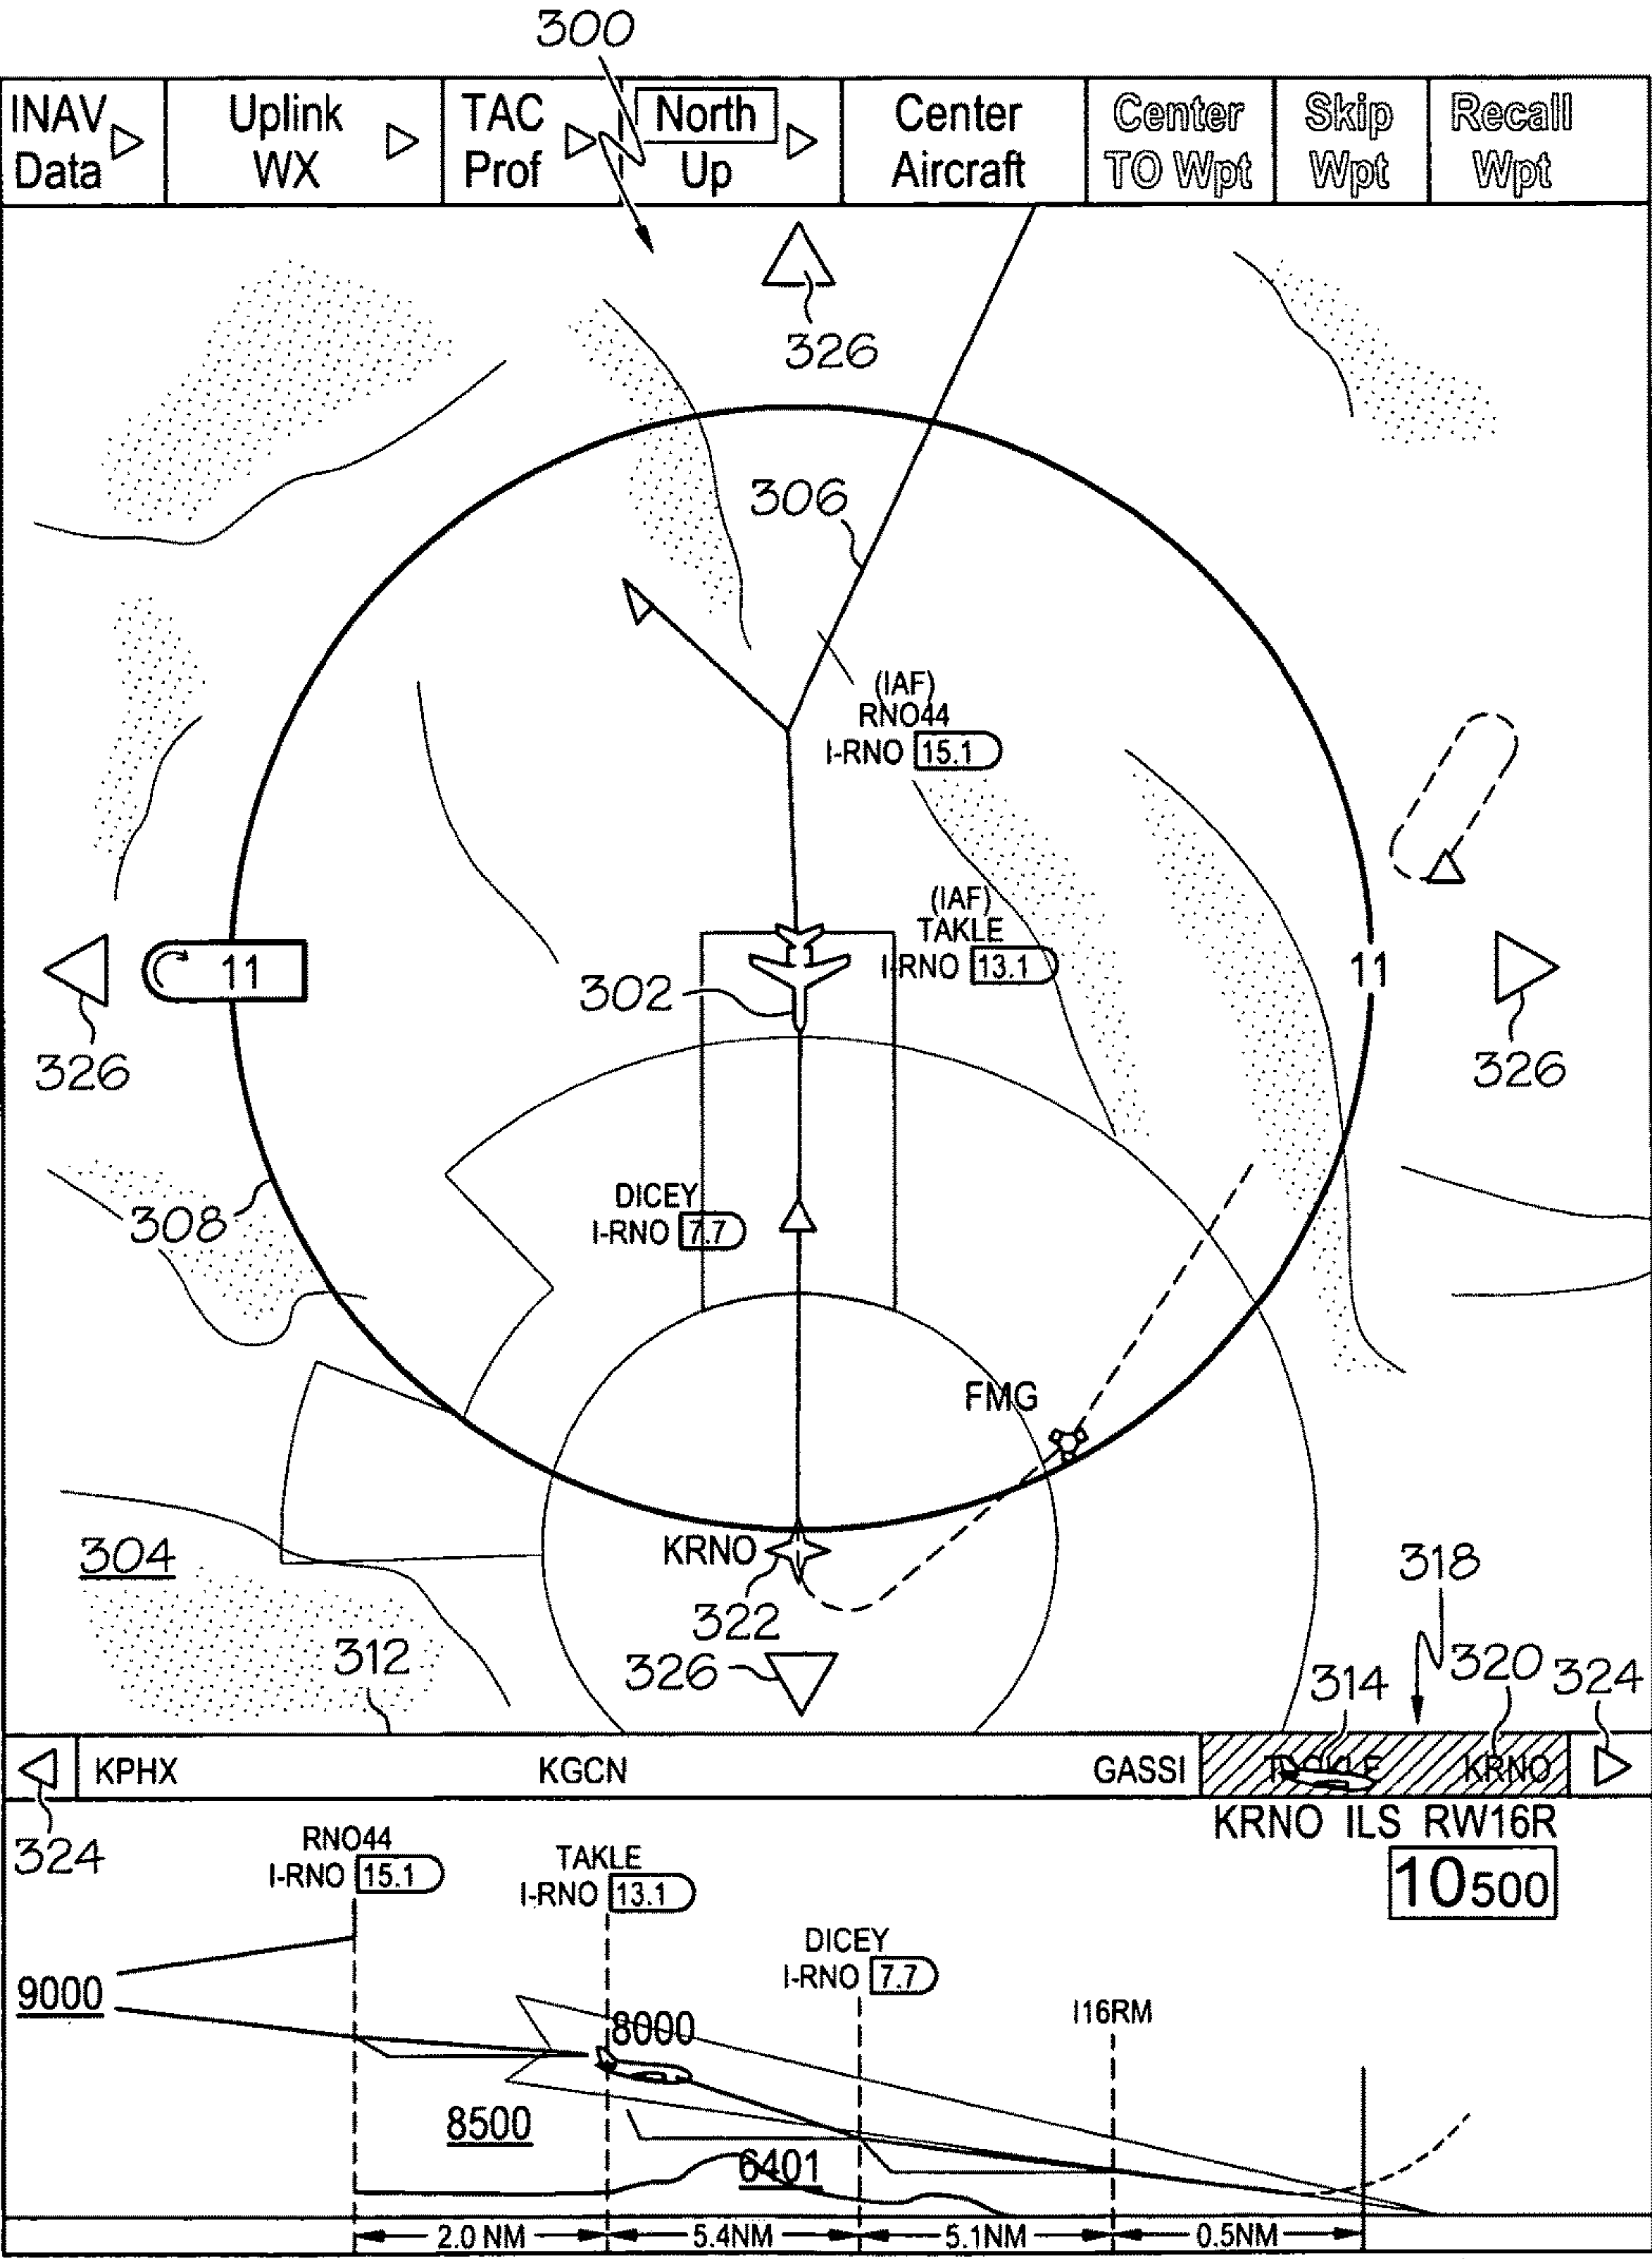 300
INAV Data
Uplink WX
TAC Prof
North Up
Center Aircraft
Center TO Wpt
Skip Wpt
Recall Wpt
326
306
(IAF)
RNO44
I-RNO 15.1
(IAF)
TAKLE
I-RNO 13.1
11
302
11
326
326
DICEY
I-RNO 7.7
308
FMG
304
KRNO
322
326
312
318
314
320
324
KPHX
KGCN
GASSI
KRNO
324
KRNO ILS RW16R
10500
RNO44
I-RNO 15.1
TAKLE
I-RNO 13.1
DICEY
I-RNO 7.7
I16RM
9000
8000
8500
6401
2.0 NM
5.4NM
5.1NM
0.5NM